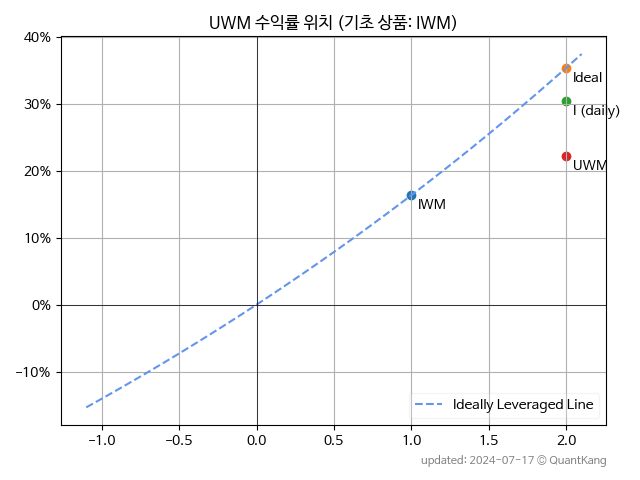 UWM 수익률 위치 (기초 상품: IWM)
40%
30%
20%
10%
0%
−10%
Ideal
I (daily)
UWM
IWM
Ideally Leveraged Line
−1.0 −0.5 0.0 0.5 1.0 1.5 2.0
updated: 2024-07-17 © QuantKang